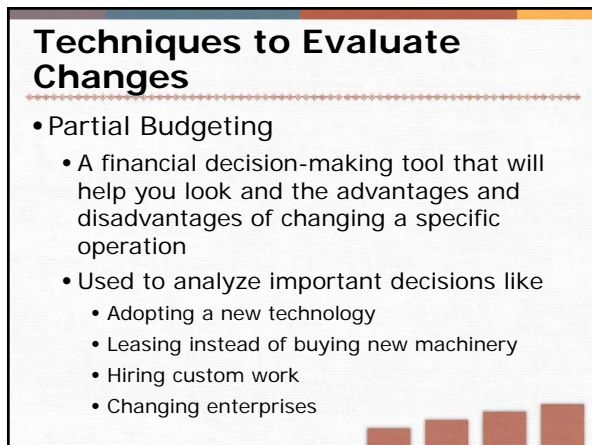 Techniques to Evaluate
Changes
• Partial Budgeting
• A financial decision-making tool that will
help you look and the advantages and
disadvantages of changing a specific
operation
• Used to analyze important decisions like
• Adopting a new technology
• Leasing instead of buying new machinery
• Hiring custom work
• Changing enterprises